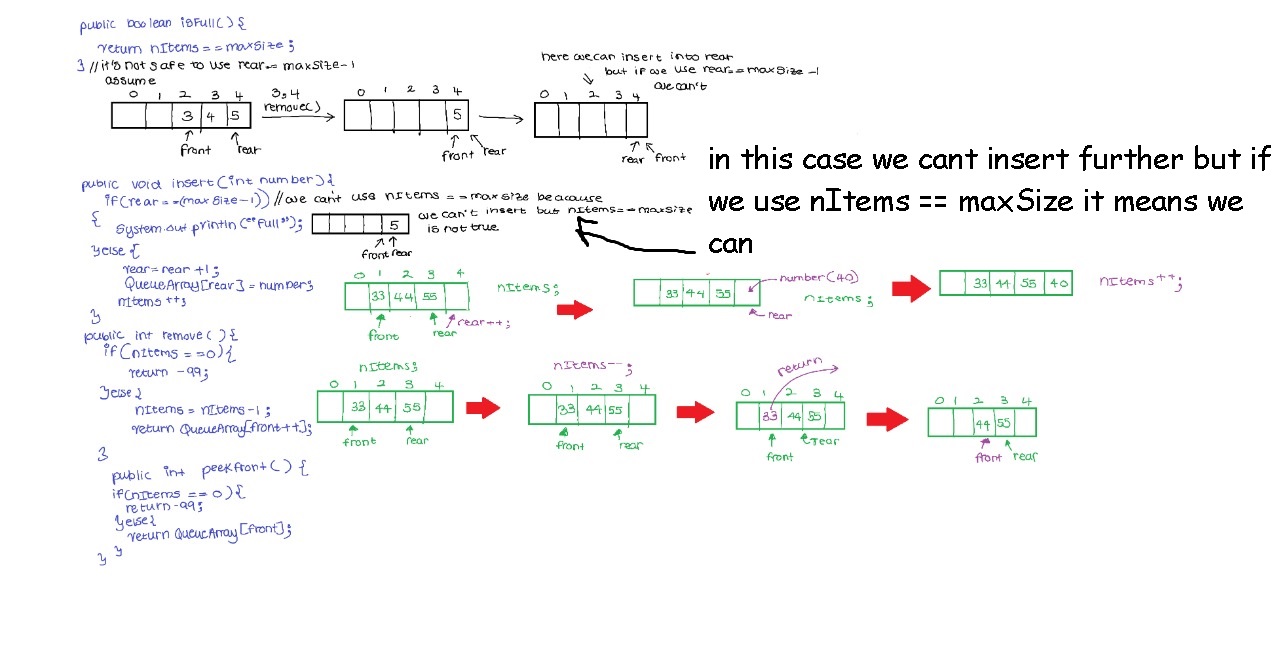 public boolean isFull() {
return nItems == maxSize;
} //it's not safe to use rear == maxSize-1
assume
0 1 2 3 4
3 4 5
front rear
3,4
remove()
0 1 2 3 4
5
front rear
here we can insert into rear
but if we use rear == maxSize -1
we can't
0 1 2 3 4
rear front
in this case we cant insert further but if
we use nItems == maxSize it means we
can
public void insert(int number) {
if(rear == (maxSize-1)) //we can't use nItems == maxSize beacause
{ System.out println ("Full");
5
front rear
we can't insert but nItems == maxSize
is not true
}else {
rear = rear +1;
QueueArray[rear] = number;
nItems ++;
}
0 1 2 3 4
33 44 55
front rear rear++;
nItems;
33 44 55
number(40)
nItems;
rear
33 44 55 40
nItems++;
public int remove() {
if(nItems == 0) {
return -99;
}else {
nItems = nItems-1;
return QueueArray[front++];
}
nItems;
0 1 2 3 4
33 44 55
front rear
nItems--;
0 1 2 3 4
33 44 55
front rear
return
0 1 2 3 4
33 44 55
front rear
0 1 2 3 4
44 55
front rear
public int peekfront() {
if(nItems == 0) {
return -99;
}else {
return QueueArray[front];
} }